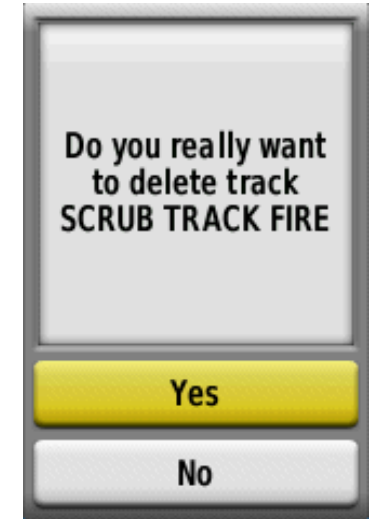 Do you really want
to delete track
SCRUB TRACK FIRE
Yes
No